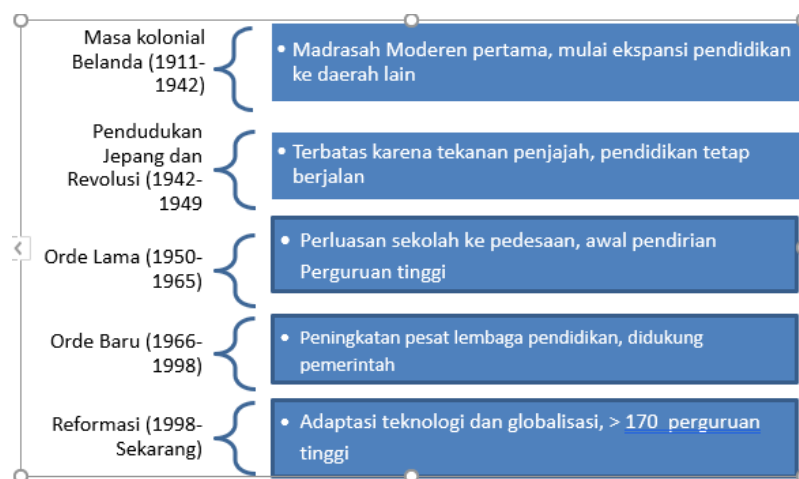 Masa kolonial
Belanda (1911-
1942)
• Madrasah Moderen pertama, mulai ekspansi pendidikan
ke daerah lain
Pendudukan
Jepang dan
Revolusi (1942-
1949
• Terbatas karena tekanan penjajah, pendidikan tetap
berjalan
Orde Lama (1950-
1965)
• Perluasan sekolah ke pedesaan, awal pendirian
Perguruan tinggi
Orde Baru (1966-
1998)
• Peningkatan pesat lembaga pendidikan, didukung
pemerintah
Reformasi (1998-
Sekarang)
• Adaptasi teknologi dan globalisasi, > 170 perguruan
tinggi